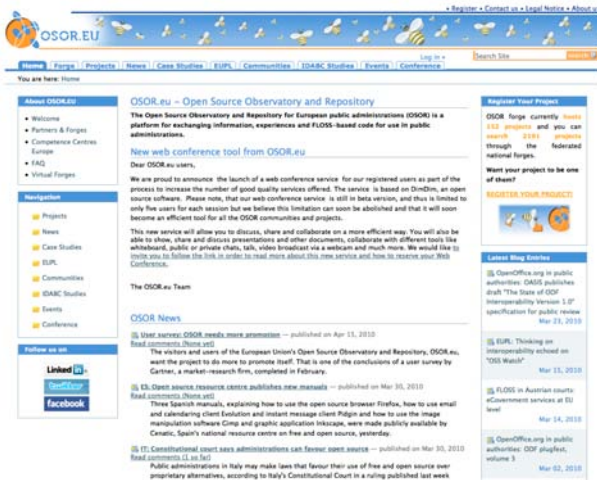 • Register • Contact us • Legal Notice • About us
OSOR.EU
Log in •
Search Site
Home Forge Projects News Case Studies EUPL Communities IDABC Studies Events Conference
You are here: Home
About OSOR.EU
• Welcome
• Partners & Forges
• Competence Centres
Europe
• FAQ
• Virtual Forges
Navigation
Projects
News
Case Studies
EUPL
Communities
IDABC Studies
Events
Conference
Follow us on
Linked in
twitter
facebook
OSOR.eu – Open Source Observatory and Repository
The Open Source Observatory and Repository for European public administrations (OSOR) is a
platform for exchanging information, experiences and FLOSS-based code for use in public
administrations.
New web conference tool from OSOR.eu
Dear OSOR.eu users,
We are proud to announce the launch of a web conference service for our registered users as part of the
process to increase the number of good quality services offered. The service is based on DimDim, an open
source software. Please note, that our web conference service is still in beta version, and thus is limited to
only five users for each session but we believe this limitation can soon be abolished and that it will soon
become an efficient tool for all the OSOR communities and projects.
This new service will allow you to discuss, share and collaborate on a more efficient way. You will also be
able to show, share and discuss presentations and other documents, collaborate with different tools like
whiteboard, public or private chats, talk, video broadcast via a webcam and much more. We would like to
invite you to follow the link in order to read more about this new service and how to reserve your Web
Conference.
The OSOR.eu Team
OSOR News
User survey: OSOR needs more promotion — published on Apr 15, 2010
Read comments (None yet)
The visitors and users of the European Union's Open Source Observatory and Repository, OSOR.eu,
want the project to do more to promote itself. That is one of the conclusions of a user survey by
Gartner, a market-research firm, completed in February.
ES: Open source resource centre publishes new manuals — published on Mar 30, 2010
Read comments (None yet)
Three Spanish manuals, explaining how to use the open source browser Firefox, how to use email
and calendaring client Evolution and instant message client Pidgin and how to use the image
manipulation software Gimp and graphic application Inkscape, were made publicly available by
Cenatic, Spain's national resource centre on free and open source, yesterday.
IT: Constitutional court says administrations can favour open source — published on Mar 30, 2010
Read comments (1 so far)
Public administrations in Italy may make laws that favour their use of free and open source over
proprietary alternatives, according to Italy's Constitutional Court in a ruling published last week
Register Your Project
OSOR forge currently hosts
152 projects and you can
search 2191 projects
through the federated
national forges.
Want your project to be one
of them?
REGISTER YOUR PROJECT!
Latest Blog Entries
OpenOffice.org in public
authorities: OASIS publishes
draft "The State of ODF
Interoperability Version 1.0"
specification for public review
Mar 23, 2010
EUPL: Thinking on
interoperability echoed on
"OSS Watch"
Mar 15, 2010
FLOSS in Austrian courts:
eGovernment services at EU
level
Mar 14, 2010
OpenOffice.org in public
authorities: ODF plugfest,
volume 5
Mar 02, 2010